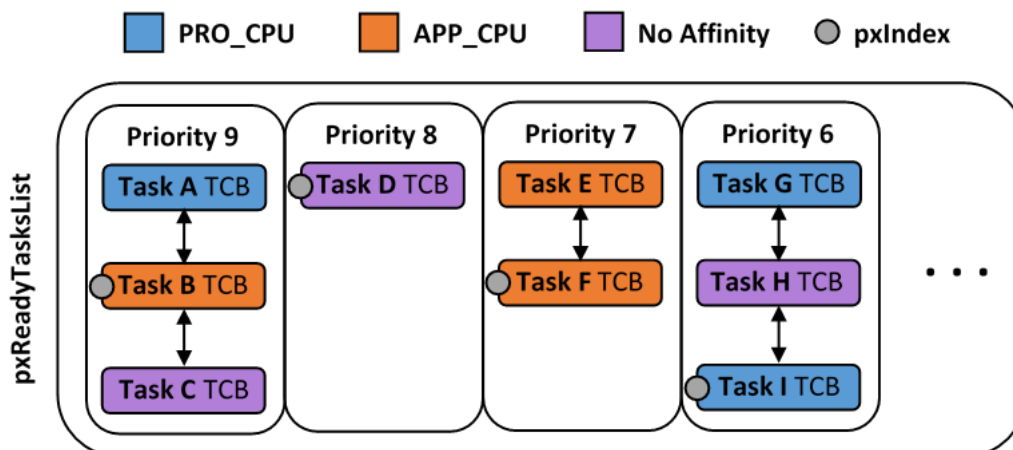 PRO_CPU APP_CPU No Affinity pxIndex
pxReadyTasksList
Priority 9
Task A TCB
Task B TCB
Task C TCB
Priority 8
Task D TCB
Priority 7
Task E TCB
Task F TCB
Priority 6
Task G TCB
Task H TCB
Task I TCB
...